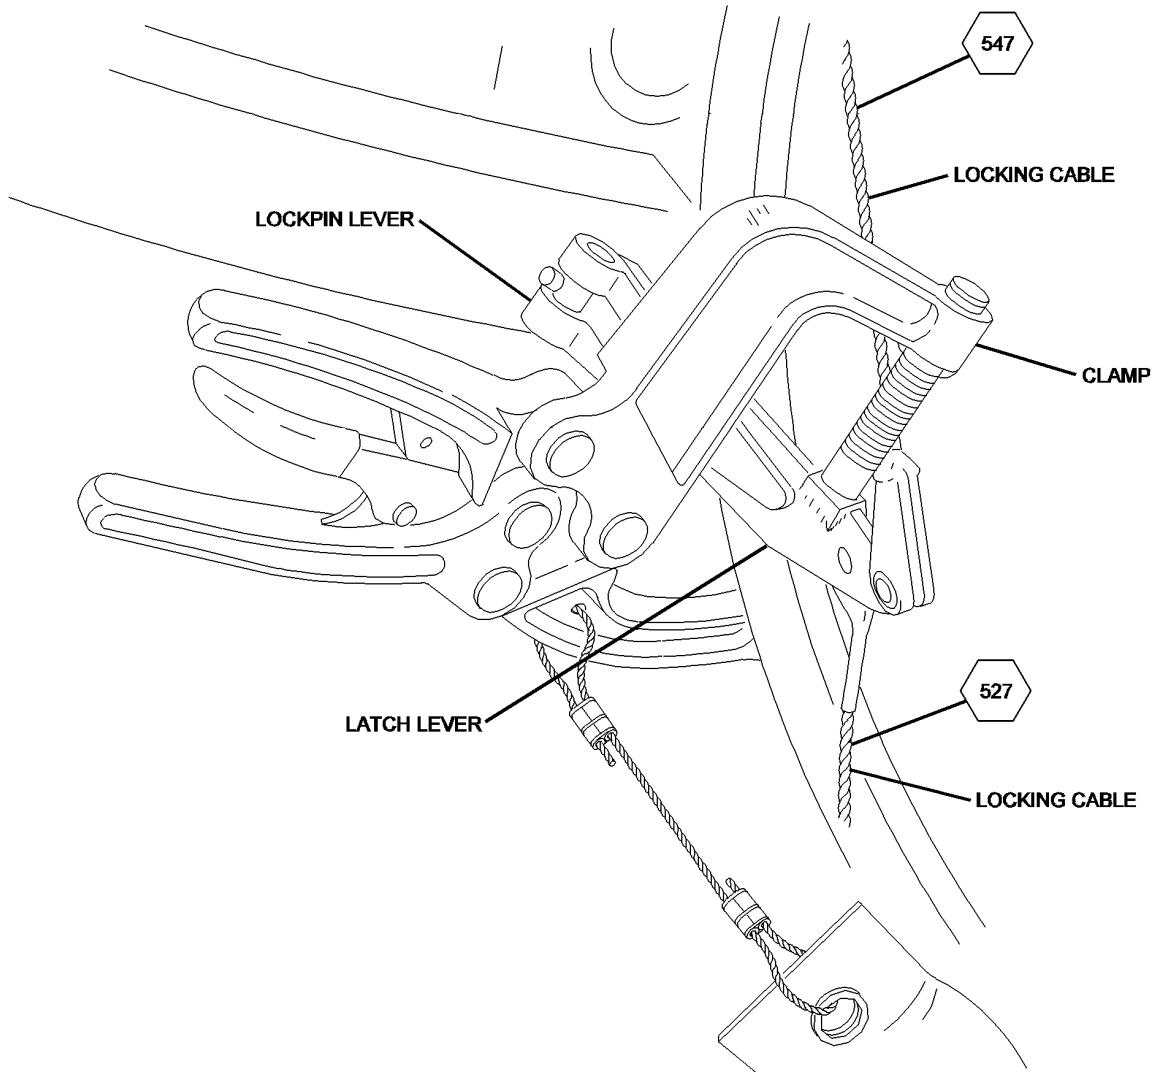 547
LOCKING CABLE
LOCKPIN LEVER
CLAMP
527
LATCH LEVER
LOCKING CABLE